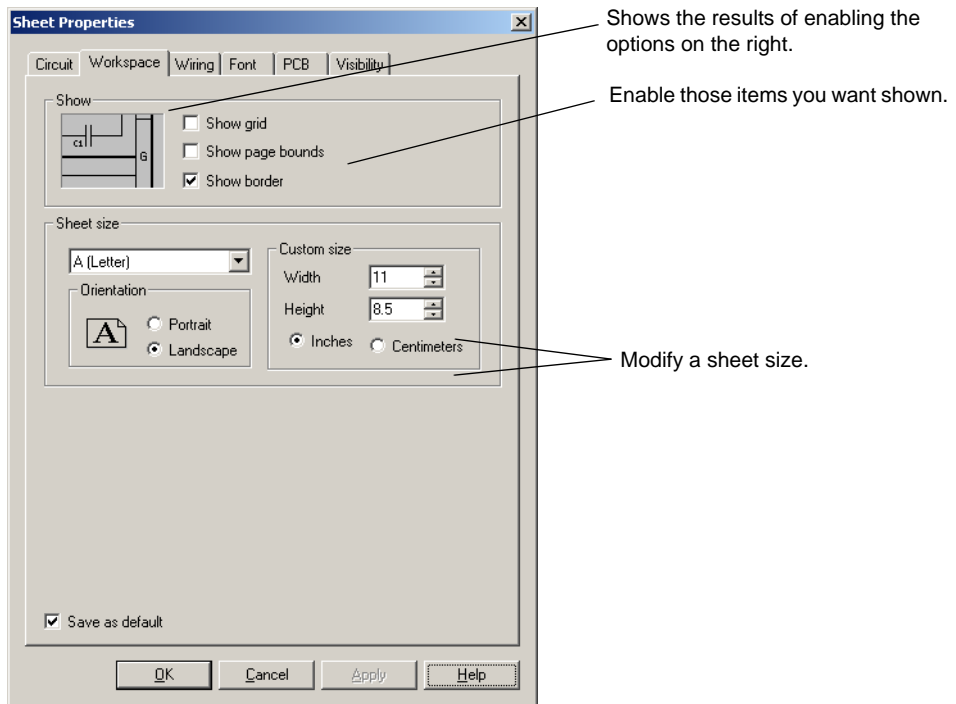 Sheet Properties
Shows the results of enabling the
options on the right.
Circuit Workspace Wiring Font PCB Visibility
Show
C1
G
Show grid
Show page bounds
Show border
Enable those items you want shown.
Sheet size
A (Letter)
Orientation
A
Portrait
Landscape
Custom size
Width 11
Height 8.5
Inches Centimeters
Modify a sheet size.
Save as default
OK Cancel Apply Help